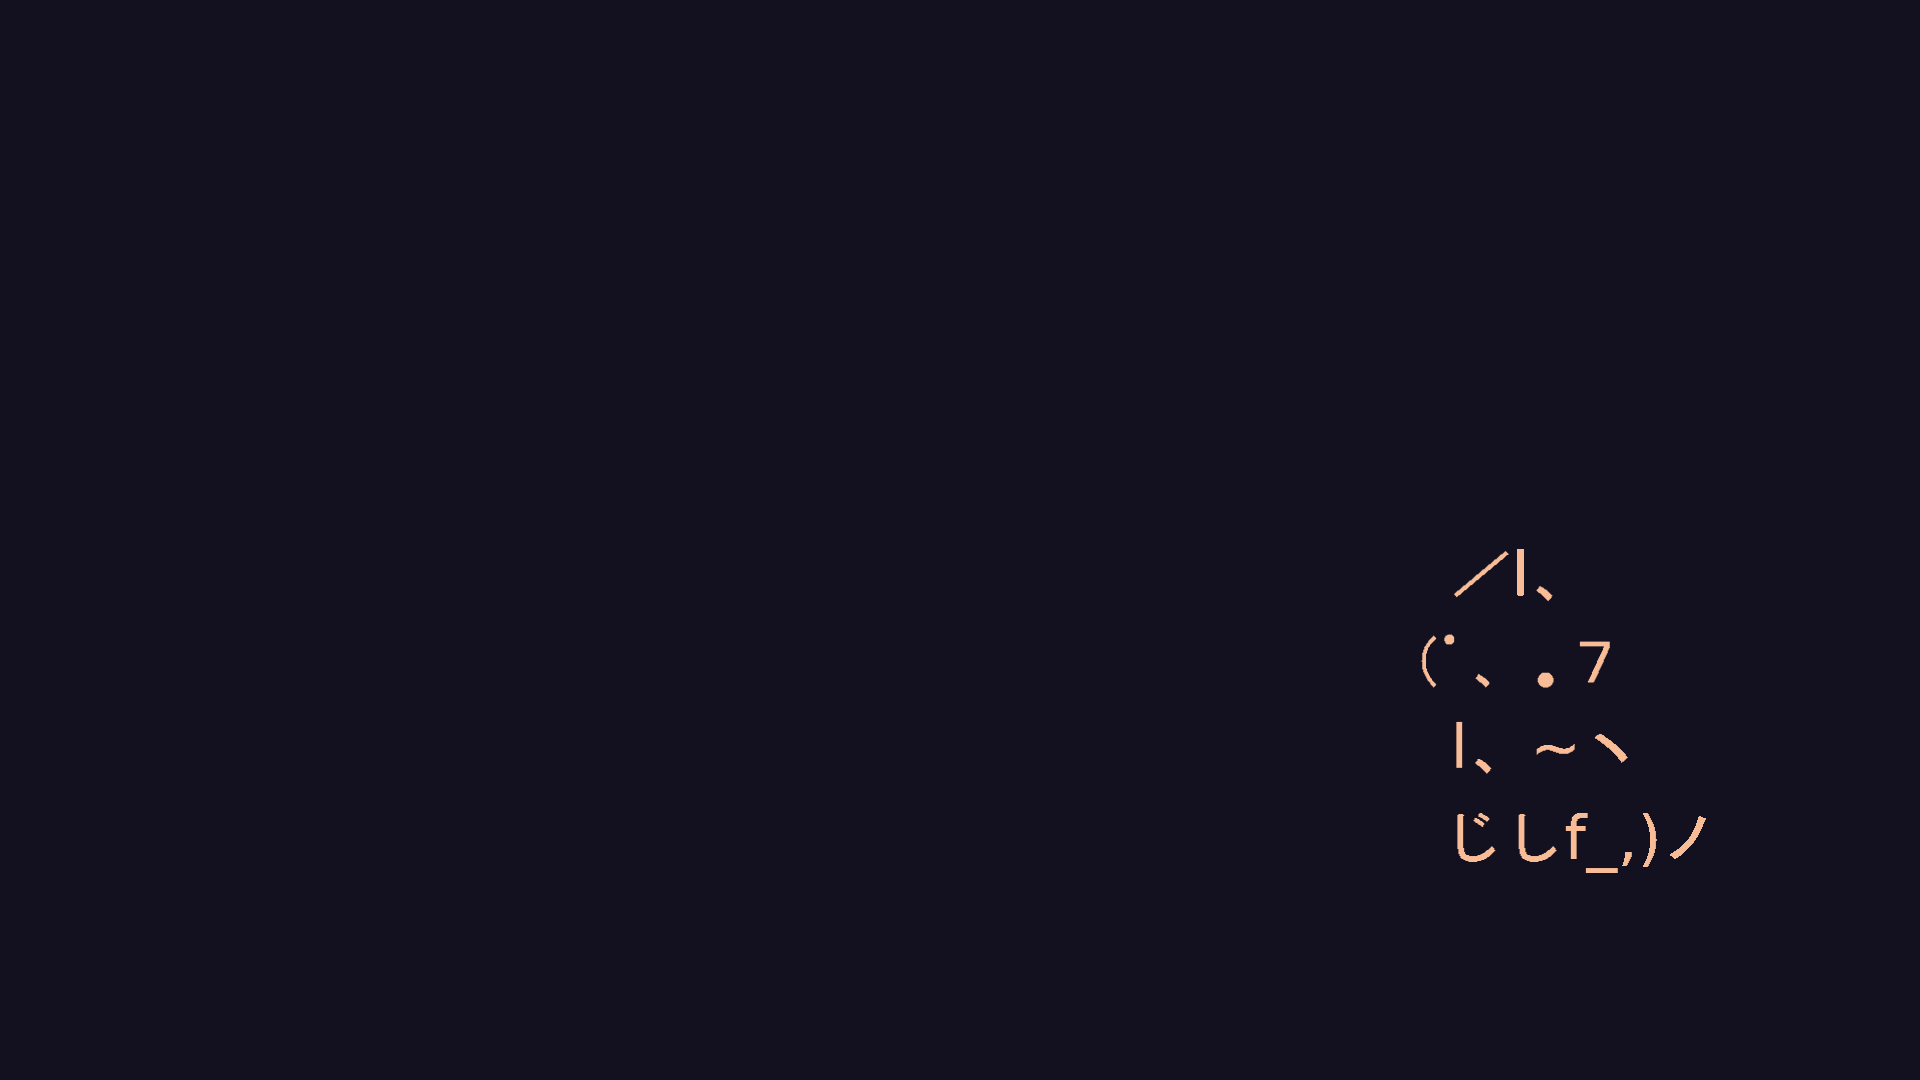 ／l、
(ﾟ､ 。7
l、~ヽ
じしf_,)ノ